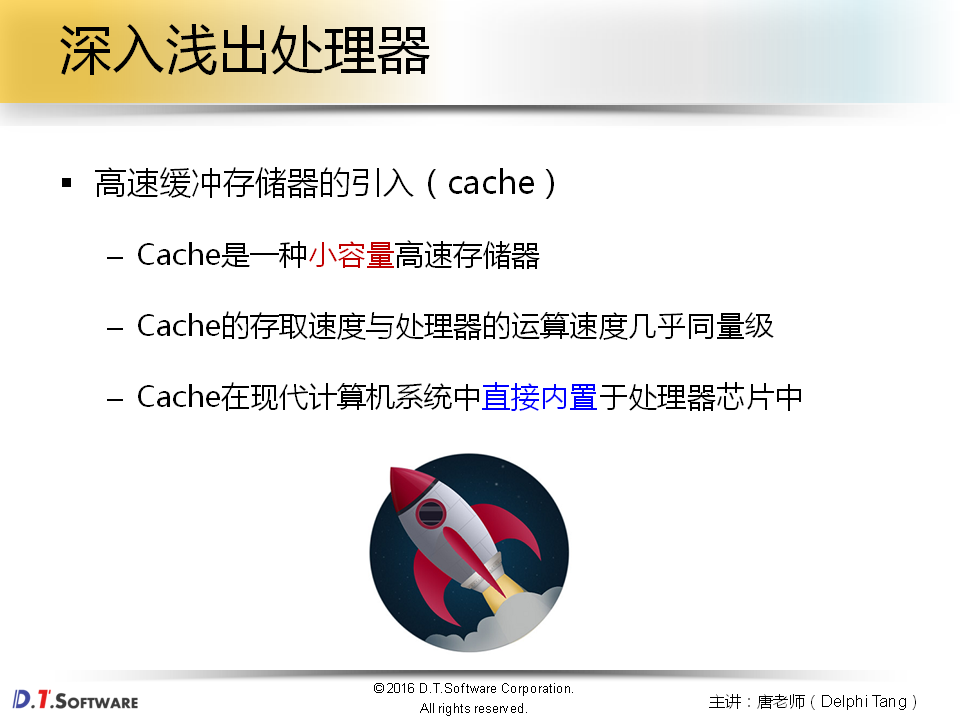 深入浅出处理器
▪ 高速缓冲存储器的引入（cache）
– Cache是一种小容量高速存储器
– Cache的存取速度与处理器的运算速度几乎同量级
– Cache在现代计算机系统中直接内置于处理器芯片中
D.T.SOFTWARE
©2016 D.T.Software Corporation.
All rights reserved.
主讲：唐老师（Delphi Tang）